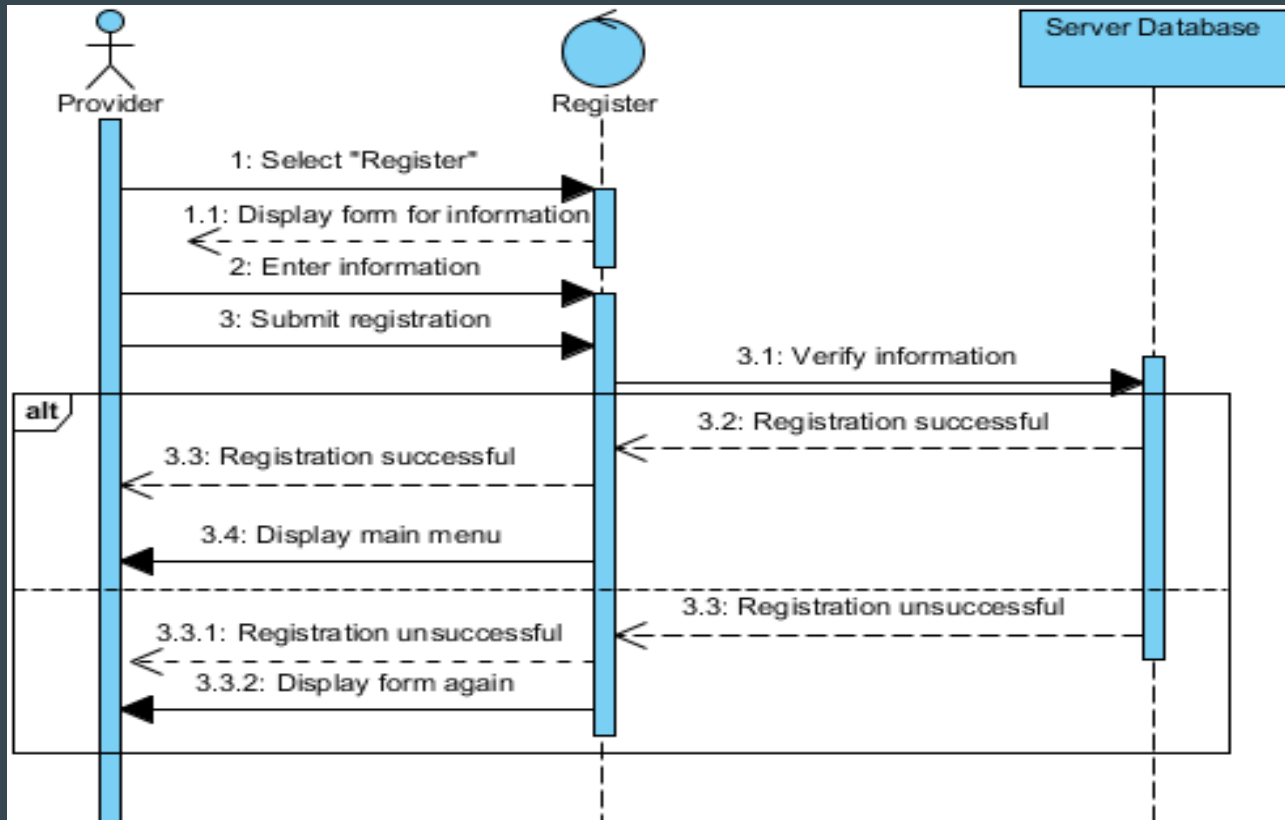 Server Database
Provider
Register
1: Select "Register"
1.1: Display form for information
2: Enter information
3: Submit registration
3.1: Verify information
alt
3.2: Registration successful
3.3: Registration successful
3.4: Display main menu
3.3: Registration unsuccessful
3.3.1: Registration unsuccessful
3.3.2: Display form again